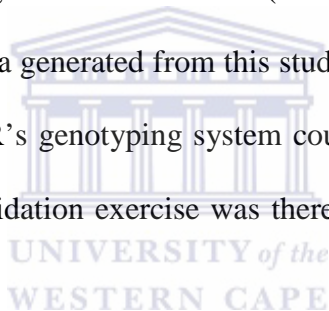 a generated from this stud
R's genotyping system cou
idation exercise was there
UNIVERSITY of the
WESTERN CAPE